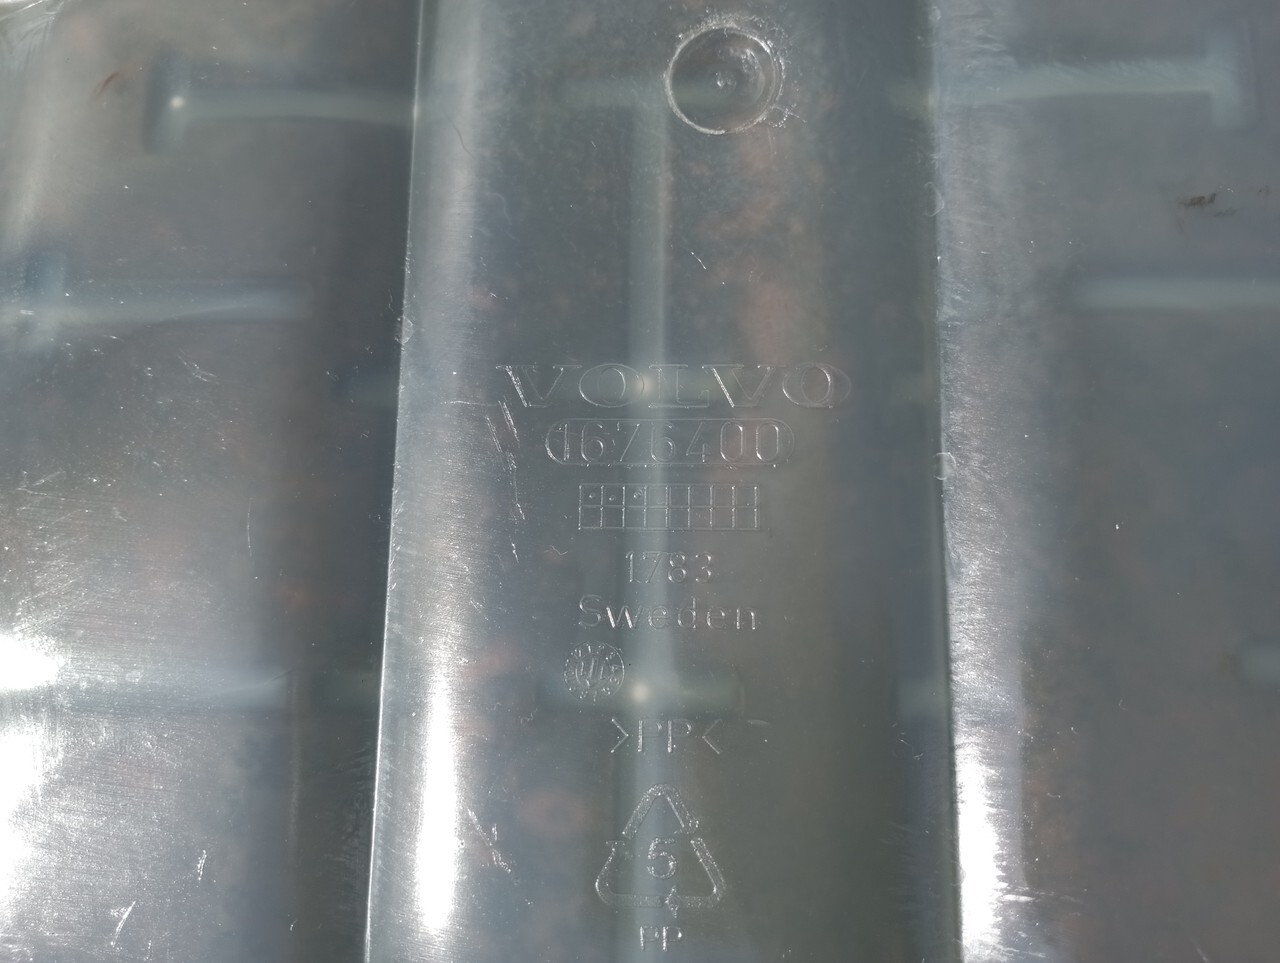 VOLVO
1676400
1783
Sweden
>PP<
5
PP